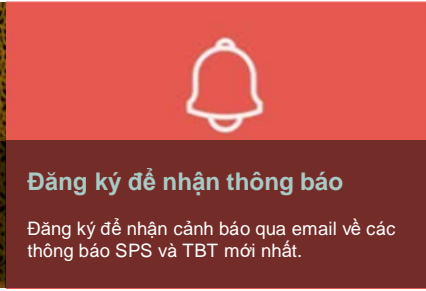 Đăng ký để nhận thông báo
Đăng ký để nhận cảnh báo qua email về các
thông báo SPS và TBT mới nhất.